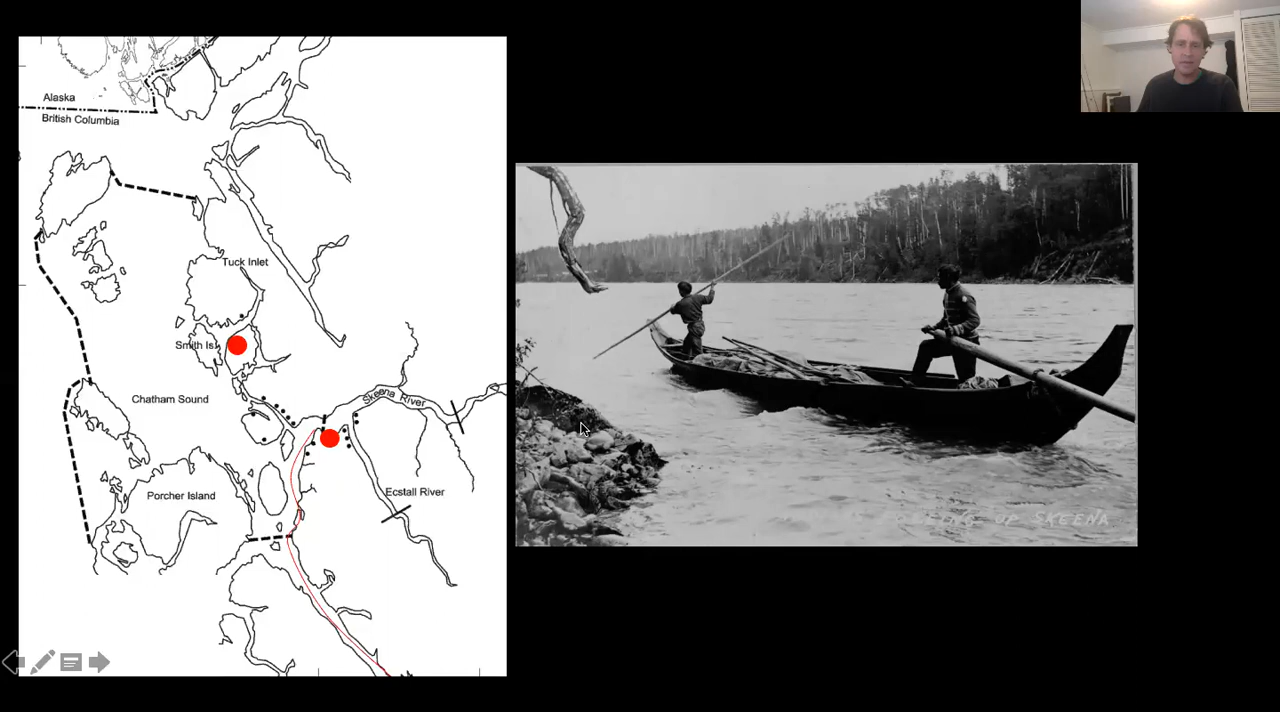 Alaska
British Columbia
Tuck Inlet
Smith Is.
Chatham Sound
Skeena River
Porcher Island
Ecstall River
UP SKEENA